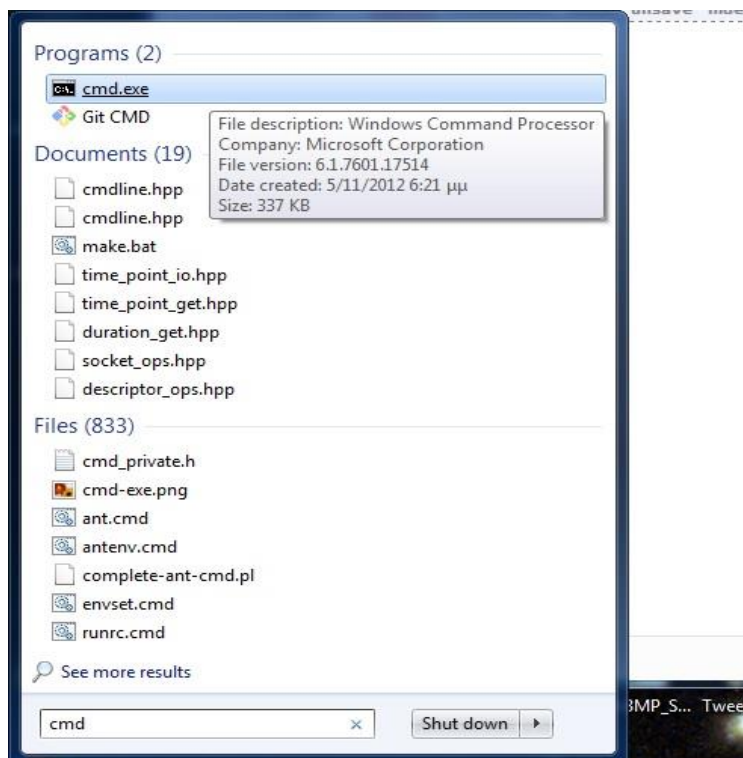 Programs (2)
cmd.exe
Git CMD
File description: Windows Command Processor
Company: Microsoft Corporation
File version: 6.1.7601.17514
Date created: 5/11/2012 6:21 μμ
Size: 337 KB
Documents (19)
cmdline.hpp
cmdline.hpp
make.bat
time_point_io.hpp
time_point_get.hpp
duration_get.hpp
socket_ops.hpp
descriptor_ops.hpp
Files (833)
cmd_private.h
cmd-exe.png
ant.cmd
antenv.cmd
complete-ant-cmd.pl
envset.cmd
runrc.cmd
See more results
cmd
Shut down